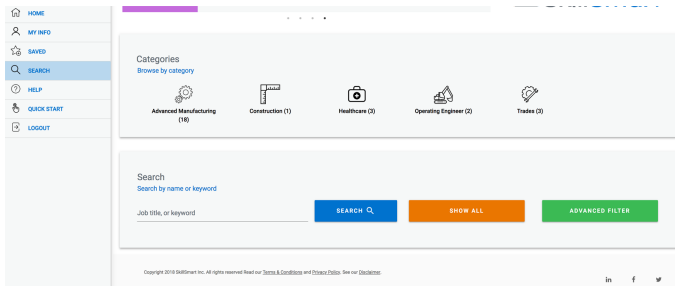 HOME
MY INFO
SAVED
SEARCH
HELP
QUICK START
LOGOUT
Categories
Browse by category
Advanced Manufacturing
(18)
Construction (1)
Healthcare (3)
Operating Engineer (2)
Trades (3)
Search
Search by name or keyword
Job title, or keyword
SEARCH
SHOW ALL
ADVANCED FILTER
Copyright 2018 SkillSmart Inc. All rights reserved Read our Terms & Conditions and Privacy Policy. See our Disclaimer.
in f